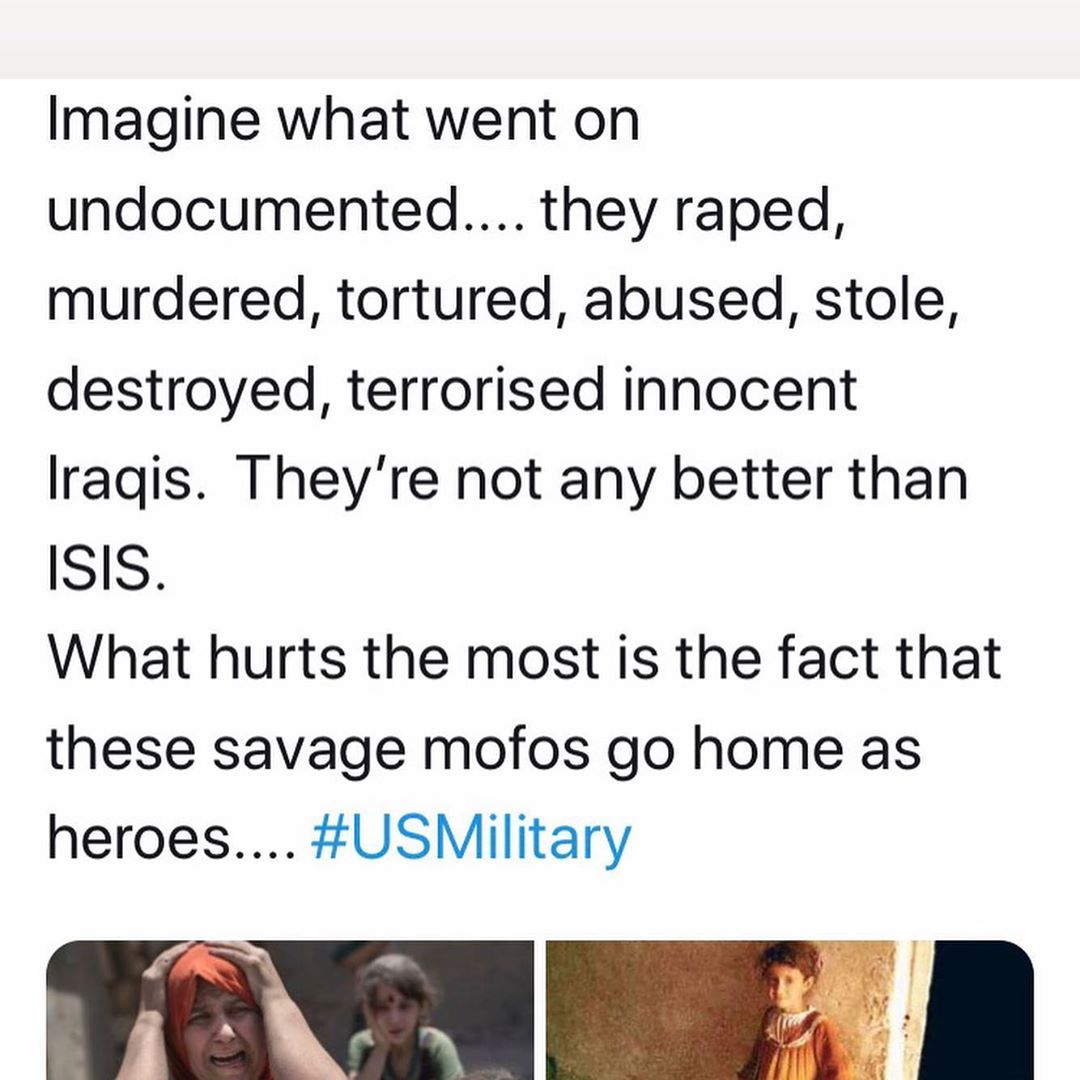 Imagine what went on
undocumented.... they raped,
murdered, tortured, abused, stole,
destroyed, terrorised innocent
Iraqis.  They’re not any better than
ISIS.
What hurts the most is the fact that
these savage mofos go home as
heroes.... #USMilitary